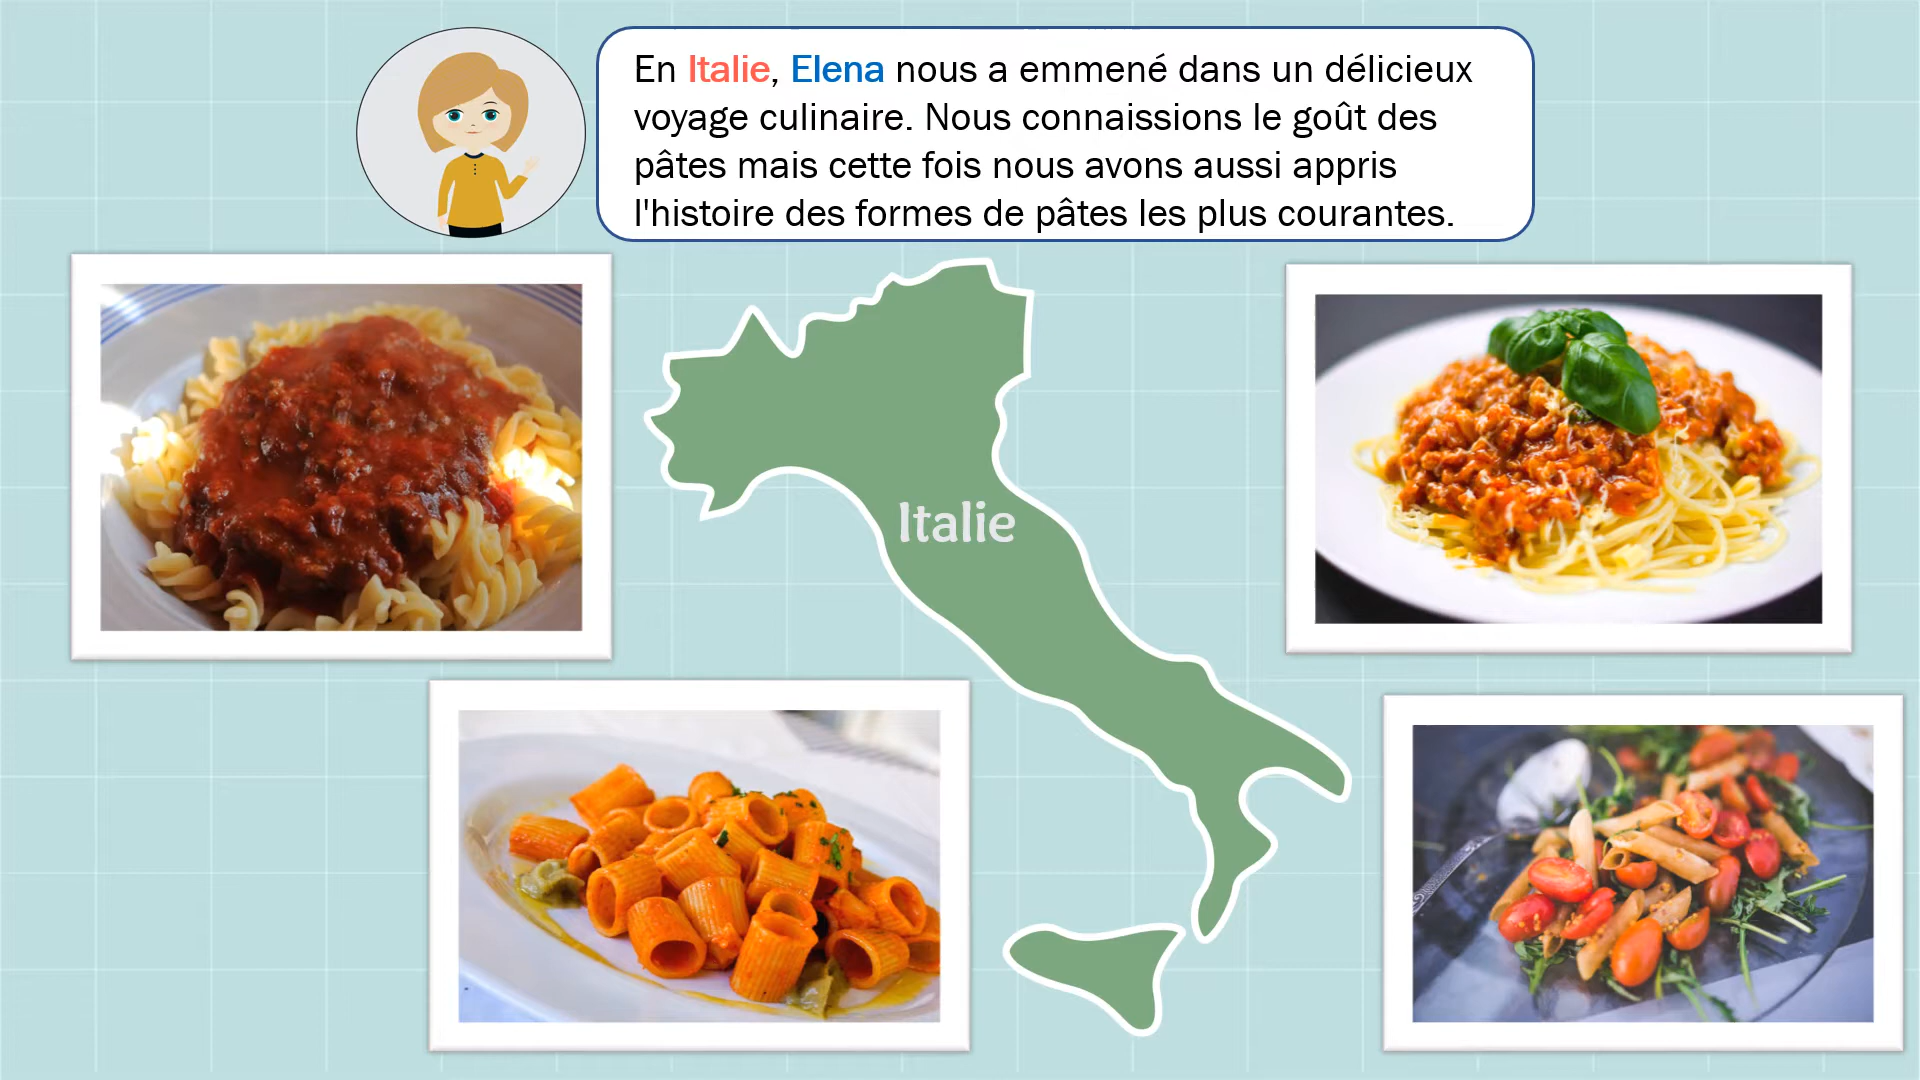 En Italie, Elena nous a emmené dans un délicieux
voyage culinaire. Nous connaissions le goût des
pâtes mais cette fois nous avons aussi appris
l'histoire des formes de pâtes les plus courantes.
Italie